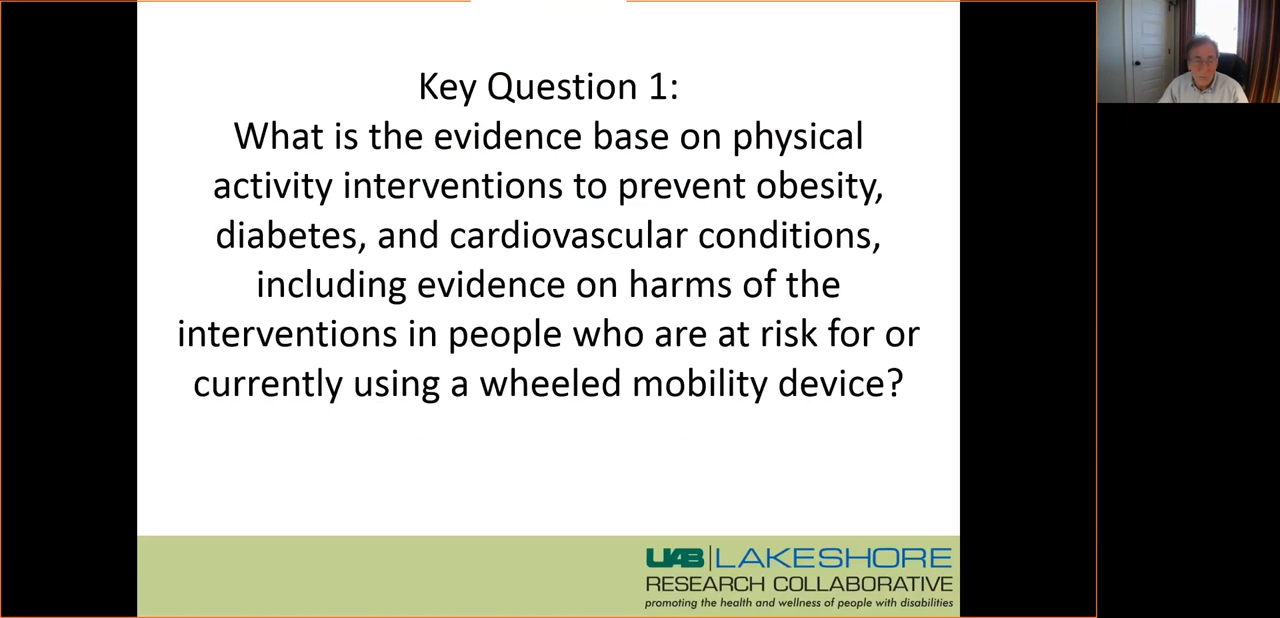 Key Question 1:
What is the evidence base on physical
activity interventions to prevent obesity,
diabetes, and cardiovascular conditions,
including evidence on harms of the
interventions in people who are at risk for or
currently using a wheeled mobility device?
UAB | LAKESHORE
RESEARCH COLLABORATIVE
promoting the health and wellness of people with disabilities